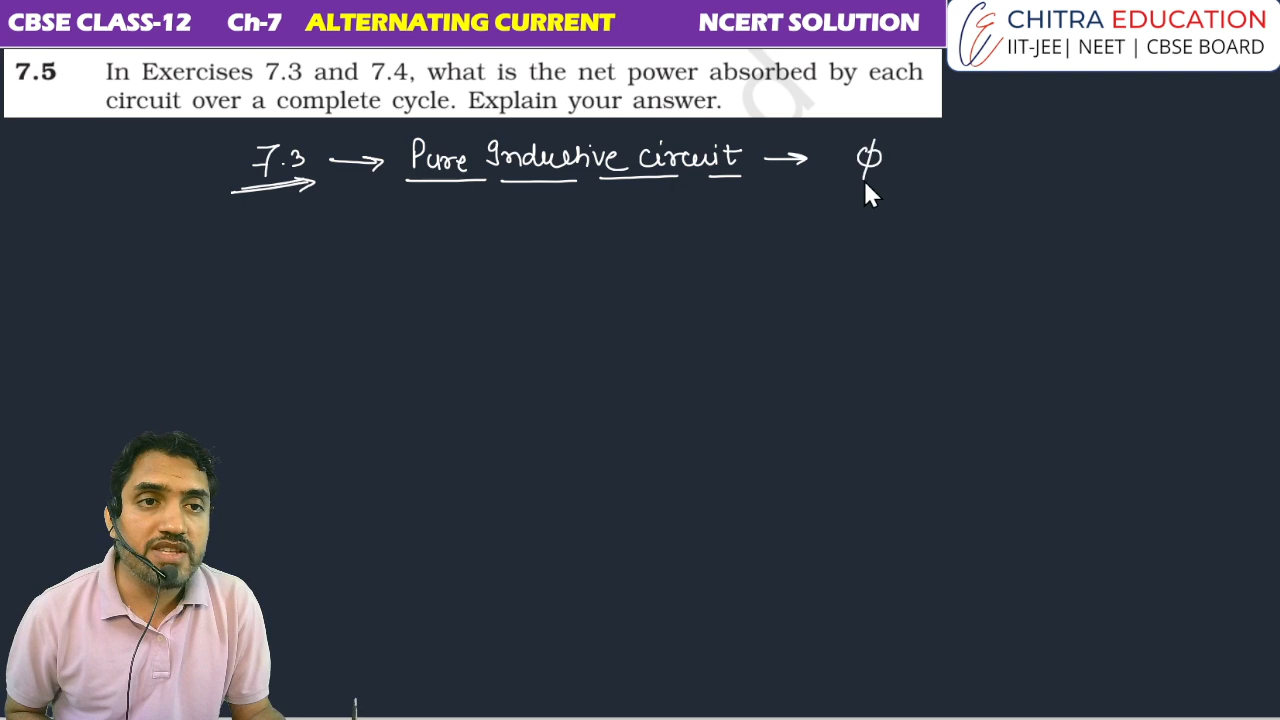 CBSE CLASS-12 Ch-7 ALTERNATING CURRENT NCERT SOLUTION
CHITRA EDUCATION
IIT-JEE| NEET | CBSE BOARD
7.5 In Exercises 7.3 and 7.4, what is the net power absorbed by each
circuit over a complete cycle. Explain your answer.
7.3 → Pure Inductive circuit → ϕ